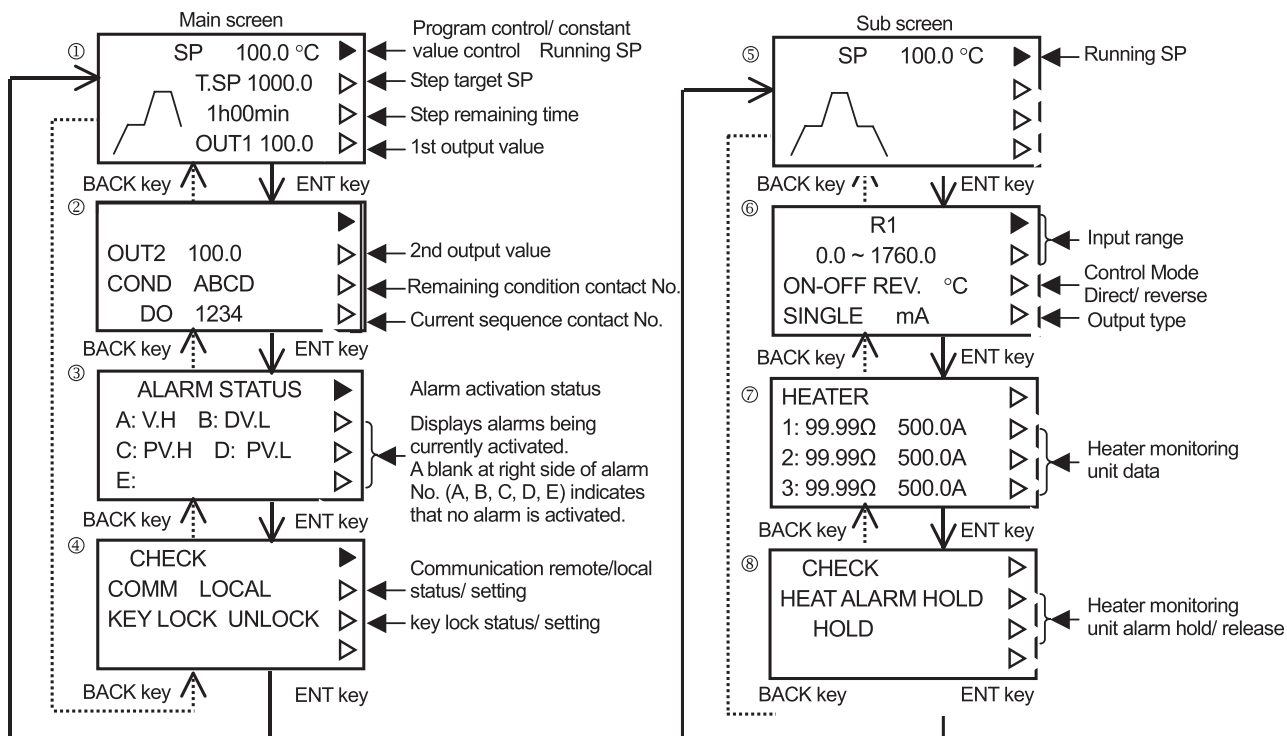 Main screen
①
SP 100.0 °C
T.SP 1000.0
1h00min
OUT1 100.0
Program control/ constant
value control Running SP
Step target SP
Step remaining time
1st output value
BACK key
ENT key
②
OUT2 100.0
COND ABCD
DO 1234
2nd output value
Remaining condition contact No.
Current sequence contact No.
BACK key
ENT key
③
ALARM STATUS
A: V.H B: DV.L
C: PV.H D: PV.L
E:
Alarm activation status
Displays alarms being
currently activated.
A blank at right side of alarm
No. (A, B, C, D, E) indicates
that no alarm is activated.
BACK key
ENT key
④
CHECK
COMM LOCAL
KEY LOCK UNLOCK
Communication remote/local
status/ setting
key lock status/ setting
BACK key
ENT key
Sub screen
⑤
SP 100.0 °C
Running SP
BACK key
ENT key
⑥
R1
0.0 ~ 1760.0
ON-OFF REV. °C
SINGLE mA
Input range
Control Mode
Direct/ reverse
Output type
BACK key
ENT key
⑦
HEATER
1: 99.99Ω 500.0A
2: 99.99Ω 500.0A
3: 99.99Ω 500.0A
Heater monitoring
unit data
BACK key
ENT key
⑧
CHECK
HEAT ALARM HOLD
HOLD
Heater monitoring
unit alarm hold/ release
BACK key
ENT key